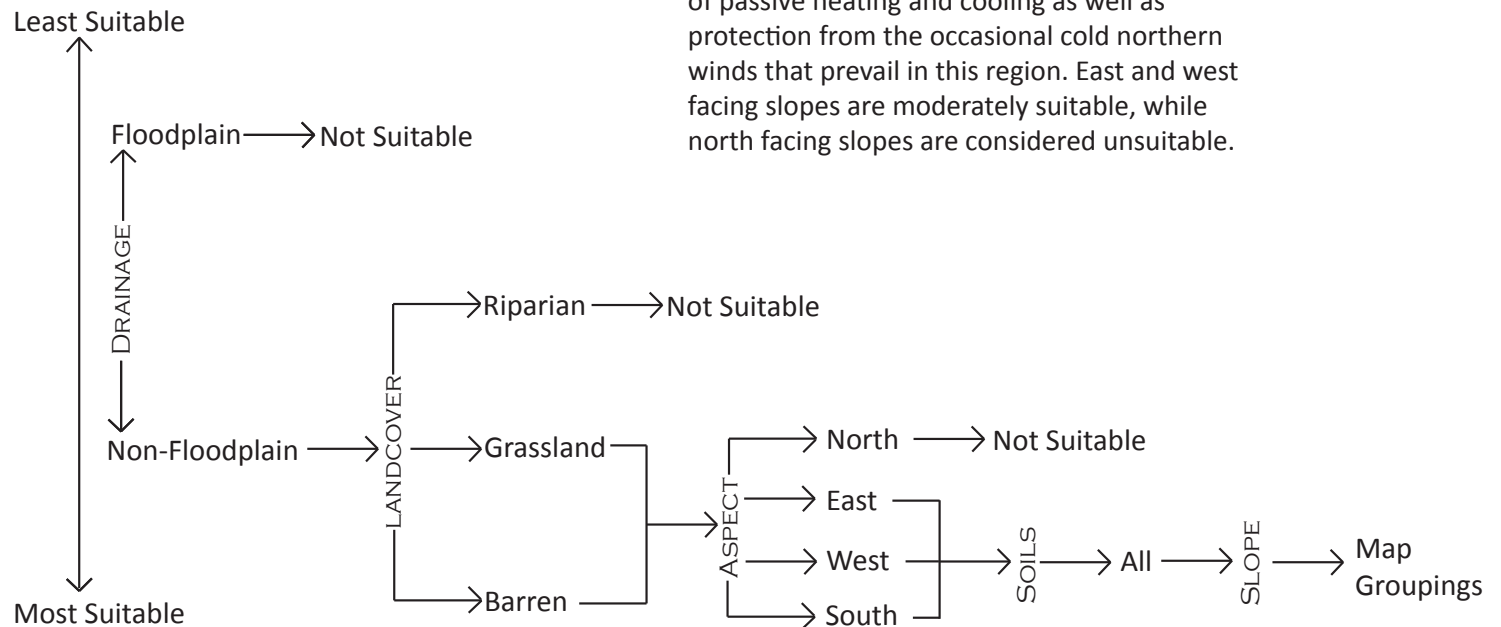 of passive heating and cooling as well as
protection from the occasional cold northern
winds that prevail in this region. East and west
facing slopes are moderately suitable, while
north facing slopes are considered unsuitable.
Least Suitable
Floodplain
Not Suitable
DRAINAGE
Non-Floodplain
LANDCOVER
Riparian
Not Suitable
Grassland
Barren
ASPECT
North
Not Suitable
East
West
South
SOILS
All
SLOPE
Map
Groupings
Most Suitable